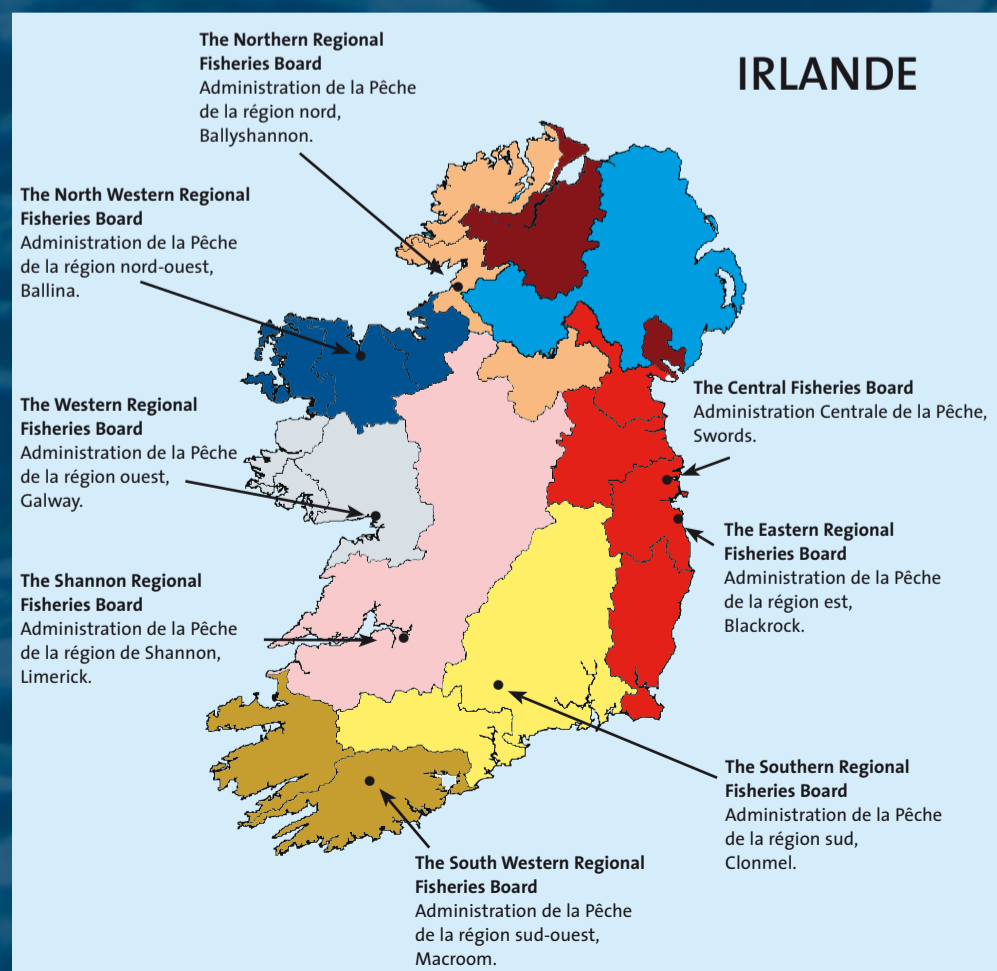 The Northern Regional
Fisheries Board
Administration de la Pêche
de la région nord,
Ballyshannon.
IRLANDE
The North Western Regional
Fisheries Board
Administration de la Pêche
de la région nord-ouest,
Ballina.
The Western Regional
Fisheries Board
Administration de la Pêche
de la région ouest,
Galway.
The Central Fisheries Board
Administration Centrale de la Pêche,
Swords.
The Eastern Regional
Fisheries Board
Administration de la Pêche
de la région est,
Blackrock.
The Shannon Regional
Fisheries Board
Administration de la Pêche
de la région de Shannon,
Limerick.
The Southern Regional
Fisheries Board
Administration de la Pêche
de la région sud,
Clonmel.
The South Western Regional
Fisheries Board
Administration de la Pêche
de la région sud-ouest,
Macroom.